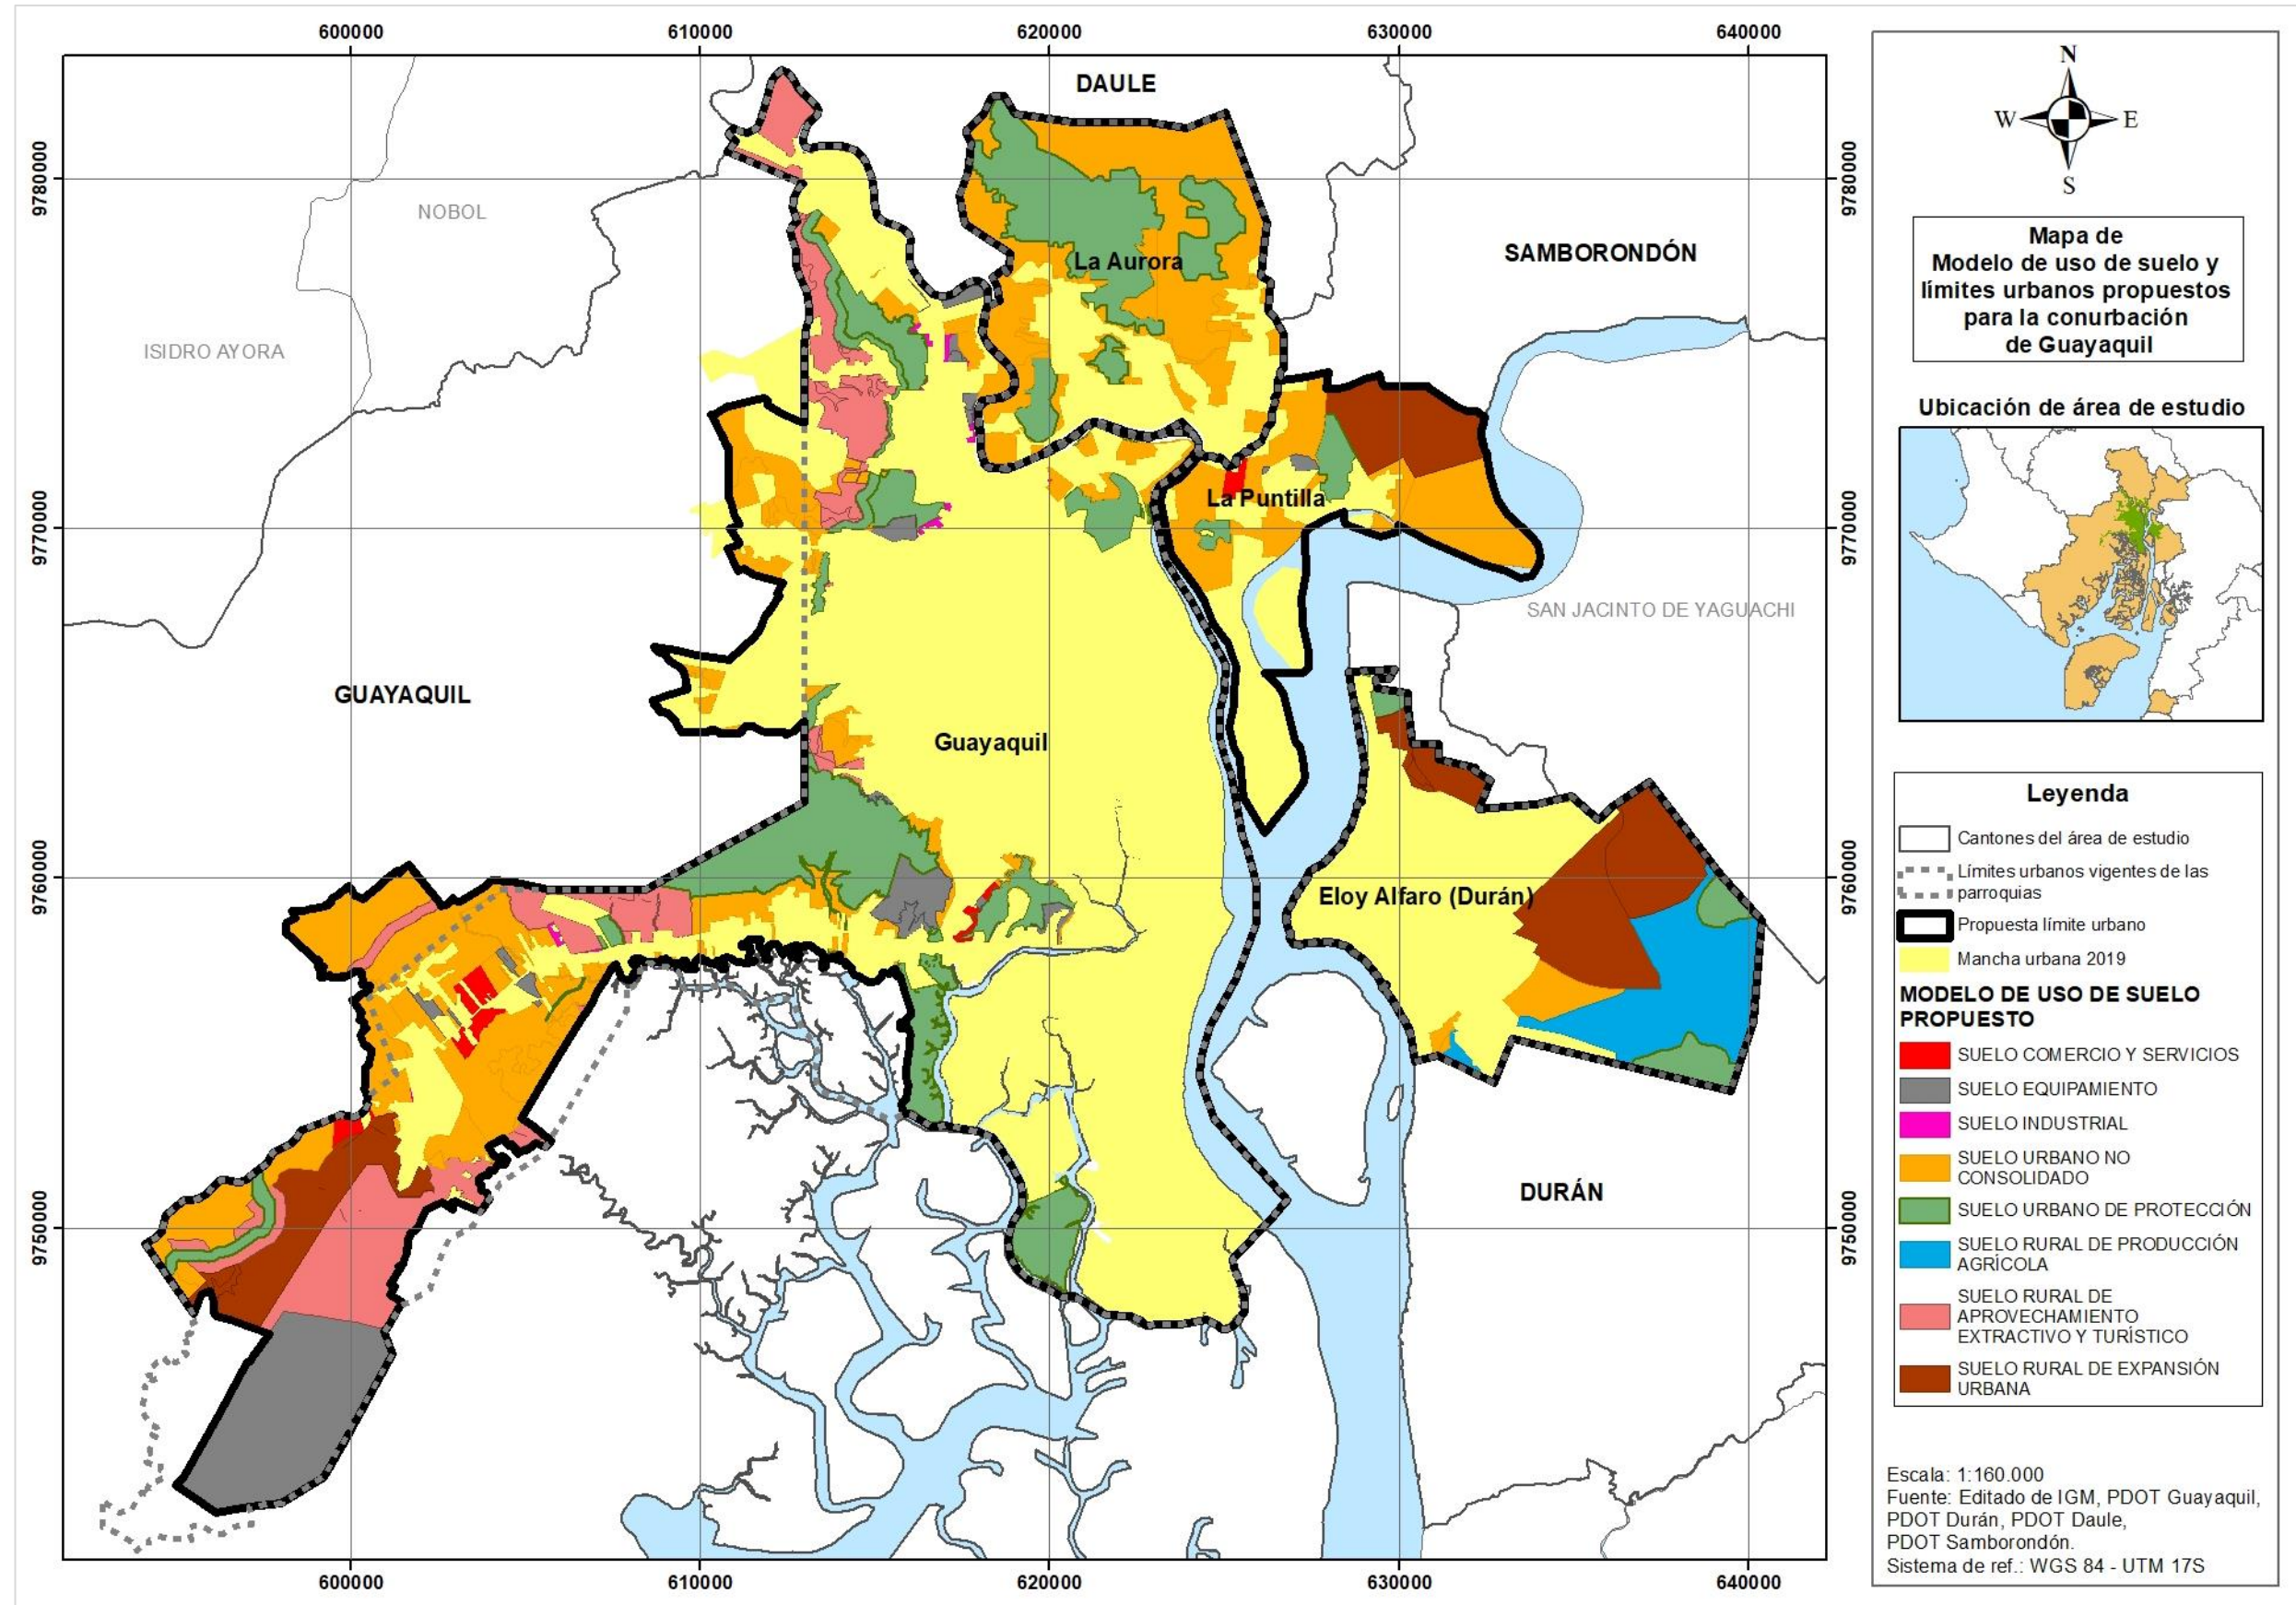 600000
610000
620000
630000
640000
DAULE
9780000
9780000
NOBOL
La Aurora
SAMBORONDÓN
ISIDRO AYORA
La Puntilla
9770000
9770000
SAN JACINTO DE YAGUACHI
GUAYAQUIL
Guayaquil
9760000
9760000
Eloy Alfaro (Durán)
DURÁN
9750000
9750000
600000
610000
620000
630000
640000
N
W
E
S
Mapa de
Modelo de uso de suelo y
límites urbanos propuestos
para la conurbación
de Guayaquil
Ubicación de área de estudio
Leyenda
Cantones del área de estudio
Límites urbanos vigentes de las
parroquias
Propuesta límite urbano
Mancha urbana 2019
MODELO DE USO DE SUELO
PROPUESTO
SUELO COMERCIO Y SERVICIOS
SUELO EQUIPAMIENTO
SUELO INDUSTRIAL
SUELO URBANO NO
CONSOLIDADO
SUELO URBANO DE PROTECCIÓN
SUELO RURAL DE PRODUCCIÓN
AGRÍCOLA
SUELO RURAL DE
APROVECHAMIENTO
EXTRACTIVO Y TURÍSTICO
SUELO RURAL DE EXPANSIÓN
URBANA
Escala: 1:160.000
Fuente: Editado de IGM, PDOT Guayaquil,
PDOT Durán, PDOT Daule,
PDOT Samborondón.
Sistema de ref.: WGS 84 - UTM 17S